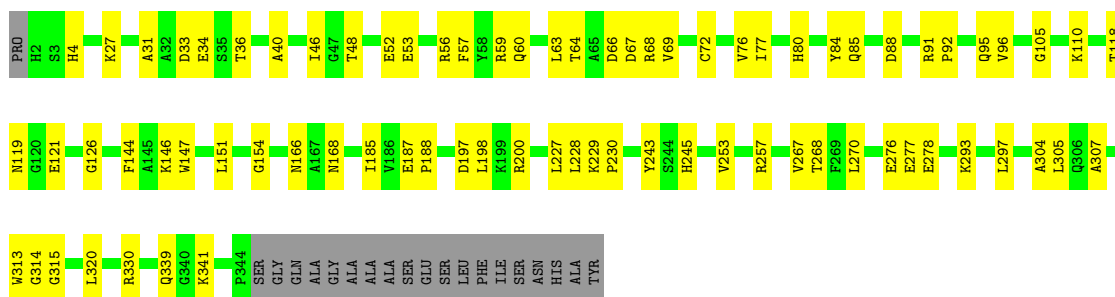 PRO H2 S3 H4 K27 A31 A32 D33 E34 S35 T36 A40 I46 G47 T48 E52 E53 R56 F57 Y58 R59 Q60 L63 T64 A65 D66 D67 R68 V69 C72 V76 I77 H80 Y84 Q85 D88 R91 P92 Q95 V96 G105 K110 T118
N119 G120 E121 G126 F144 A145 K146 W147 L151 G154 N166 A167 N168 I185 V186 E187 P188 D197 L198 K199 R200 L227 L228 K229 P230 Y243 S244 H245 V253 R257 V267 T268 F269 L270 E276 E277 E278 K293 L297 A304 L305 Q306 A307
W313 G314 G315 L320 R330 Q339 G340 K341 P344 SER GLY GLN ALA GLY ALA ALA ALA SER GLU SER LEU PHE ILE SER ASN HIS ALA TYR